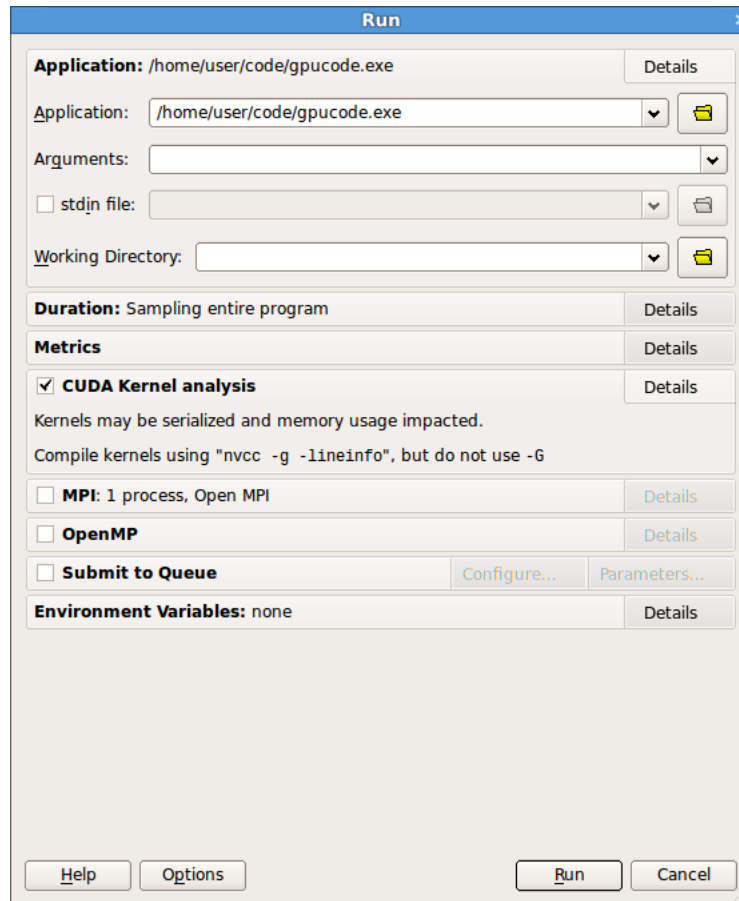 Run
Application: /home/user/code/gpucode.exe Details
Application: /home/user/code/gpucode.exe
Arguments:
stdin file:
Working Directory:
Duration: Sampling entire program Details
Metrics Details
CUDA Kernel analysis Details
Kernels may be serialized and memory usage impacted.
Compile kernels using "nvcc -g -lineinfo", but do not use -G
MPI: 1 process, Open MPI Details
OpenMP Details
Submit to Queue Configure... Parameters...
Environment Variables: none Details
Help Options Run Cancel